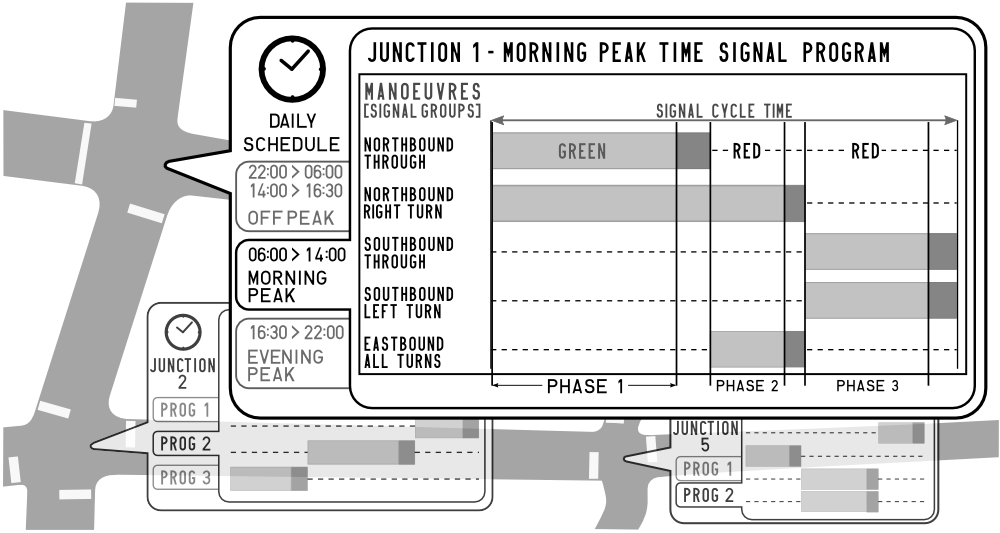 JUNCTION 1 - MORNING PEAK TIME SIGNAL PROGRAM
DAILY
SCHEDULE
22:00 > 06:00
14:00 > 16:30
OFF PEAK
06:00 > 14:00
MORNING
PEAK
16:30 > 22:00
EVENING
PEAK
MANOEUVRES
[SIGNAL GROUPS]
SIGNAL CYCLE TIME
NORTHBOUND
THROUGH
GREEN
RED
RED
NORTHBOUND
RIGHT TURN
SOUTHBOUND
THROUGH
SOUTHBOUND
LEFT TURN
EASTBOUND
ALL TURNS
PHASE 1
PHASE 2
PHASE 3
JUNCTION
2
PROG 1
PROG 2
PROG 3
JUNCTION
5
PROG 1
PROG 2